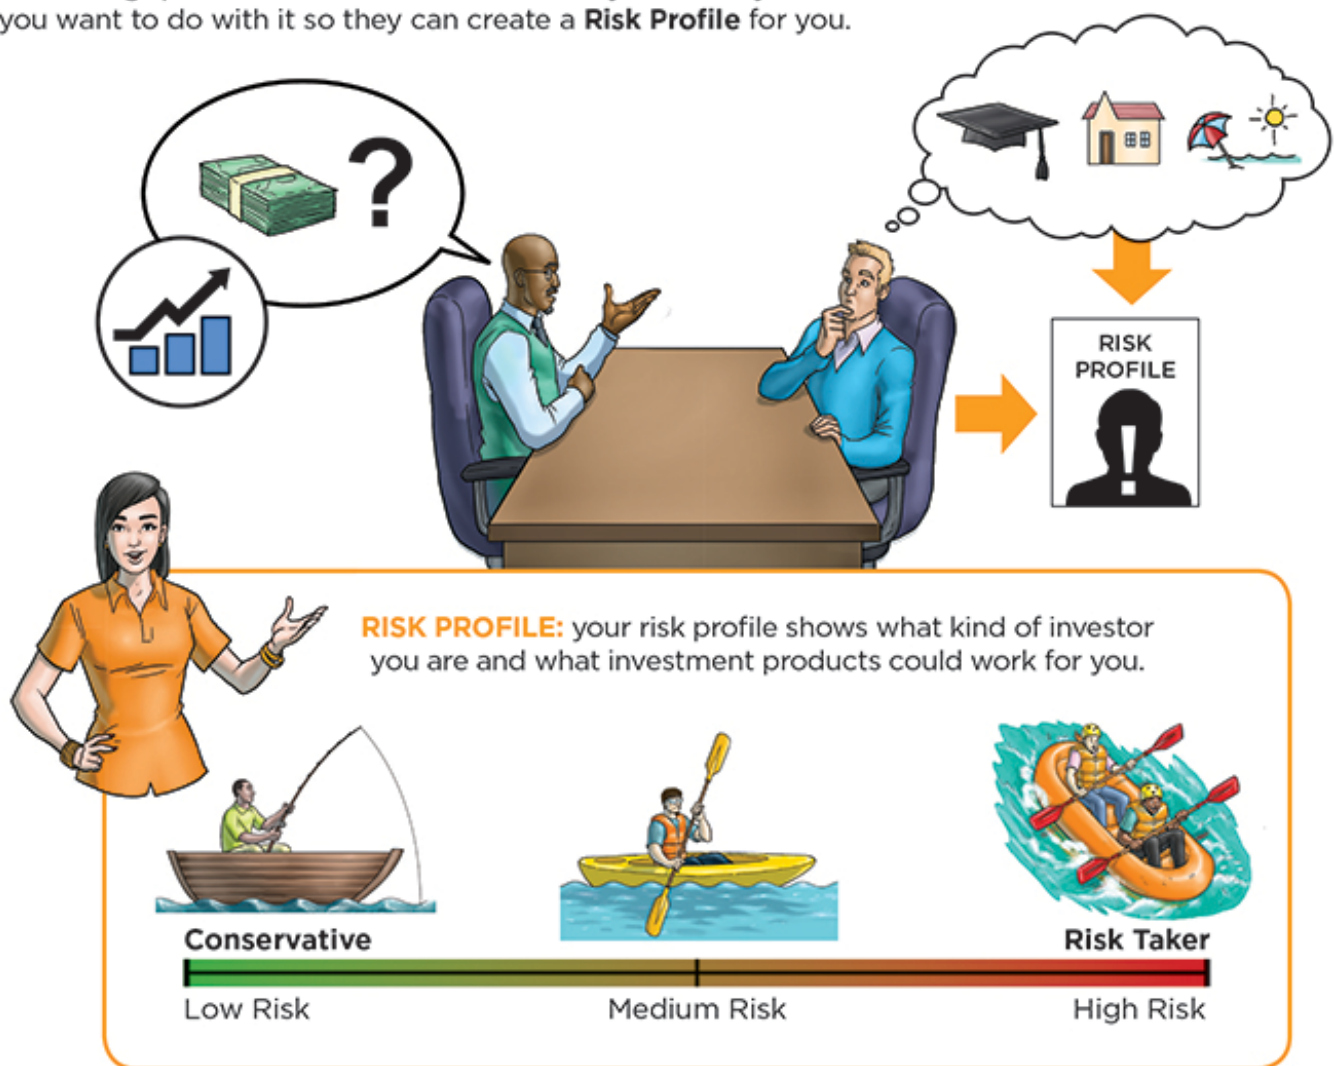 you want to do with it so they can create a Risk Profile for you.
?
RISK
PROFILE
!
RISK PROFILE: your risk profile shows what kind of investor
you are and what investment products could work for you.
Conservative
Risk Taker
Low Risk
Medium Risk
High Risk